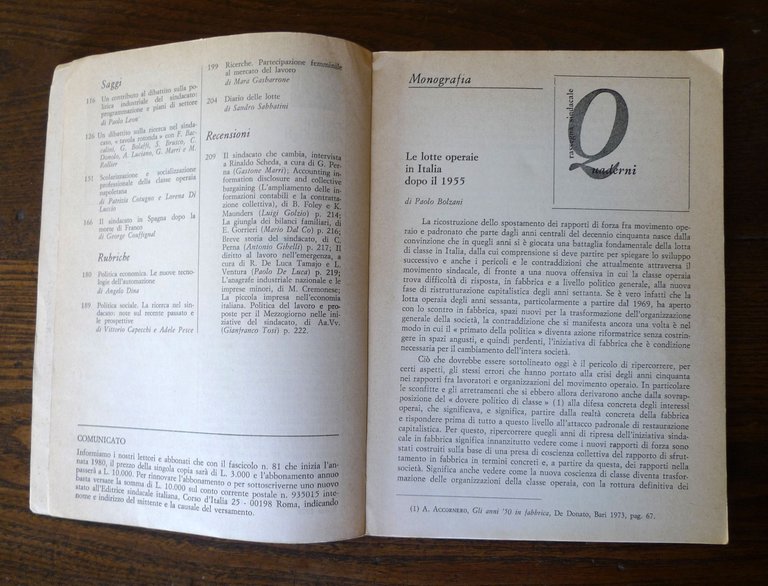 Saggi
116 Un contributo al dibattito sulla po-
litica industriale del sindacato:
programmazione e piani di settore
di Paolo Leon
126 Un dibattito sulla ricerca nel sinda-
cato, « tavola rotonda » con F. Bac-
calini, G. Bolaffi, S. Brusco, C.
Donolo, A. Luciano, G. Marri e M.
Rollier
151 Scolarizzazione e socializzazione
professionale della classe operaia
napoletana
di Patrizia Cotugno e Lorena Di
Luccio
166 Il sindacato in Spagna dopo la
morte di Franco
di George Couffignal
Rubriche
180 Politica economica. Le nuove tecno-
logie dell'automazione
di Angelo Dina
189 Politica sociale. La ricerca nel sin-
dacato: note sul recente passato e
le prospettive
di Vittorio Capecchi e Adele Pesce
199 Ricerche. Partecipazione femminile
al mercato del lavoro
di Mara Gasbarrone
204 Diario delle lotte
di Sandro Sabbatini
Recensioni
209 Il sindacato che cambia, intervista
a Rinaldo Scheda, a cura di G. Per-
na (Gastone Marri); Accounting in-
formation disclosure and collective
bargaining (L'ampliamento delle in-
formazioni contabili e la contratta-
zione collettiva), di B. Foley e K.
Maunders (Luigi Golzio) p. 214;
La giungla dei bilanci familiari, di
E. Gorrieri (Mario Dal Co) p. 216;
Breve storia del sindacato, di C.
Perna (Antonio Gibelli) p. 217; Il
diritto al lavoro nell'emergenza, a
cura di R. De Luca Tamajo e L.
Ventura (Paolo De Luca) p. 219;
L'anagrafe industriale nazionale e le
imprese minori, di M. Cremonese;
La piccola impresa nell'economia
italiana. Politica del lavoro e pro-
poste per il Mezzogiorno nelle ini-
ziative del sindacato, di Aa.Vv.
(Gianfranco Tosi) p. 222.
COMUNICATO
Informiamo i nostri lettori e abbonati che con il fascicolo n. 81 che inizia l'an-
nata 1980, il prezzo della singola copia sarà di L. 3.000 e l'abbonamento annuo
passerà a L. 10.000. Per rinnovare l'abbonamento o per sottoscriverne uno nuovo
basta versare la somma di L. 10.000 sul conto corrente postale n. 935015 inte-
stato all'Editrice sindacale italiana, Corso d'Italia 25 - 00198 Roma, indicando
nome e indirizzo del mittente e la causale del versamento.
Monografia
rassegna sindacale
Quaderni
Le lotte operaie
in Italia
dopo il 1955
di Paolo Bolzani
La ricostruzione dello spostamento dei rapporti di forza fra movimento ope-
raio e padronato che parte dagli anni centrali del decennio cinquanta nasce dalla
convinzione che in quegli anni si è giocata una battaglia fondamentale della lotta
di classe in Italia, dalla cui comprensione si deve partire per spiegare lo sviluppo
successivo e anche i pericoli e le contraddizioni che attualmente attraversa il
movimento sindacale, di fronte a una nuova offensiva in cui la classe operaia
trova difficoltà di risposta, in fabbrica e a livello politico generale, alla nuova
fase di ristrutturazione capitalistica degli anni settanta. Se è vero infatti che la
lotta operaia degli anni sessanta, particolarmente a partire dal 1969, ha aperto
con lo scontro in fabbrica, spazi nuovi per la trasformazione dell'organizzazione
generale della società, la contraddizione che si manifesta ancora una volta è nel
modo in cui il « primato della politica » diventa azione riformatrice senza costrin-
gere in spazi angusti, e quindi perdenti, l'iniziativa di fabbrica che è condizione
necessaria per il cambiamento dell'intera società.
Ciò che dovrebbe essere sottolineato oggi è il pericolo di ripercorrere, per
certi aspetti, gli stessi errori che hanno portato alla crisi degli anni cinquanta
nei rapporti fra lavoratori e organizzazioni del movimento operaio. In particolare
le sconfitte e gli arretramenti che si ebbero allora derivarono anche dalla sovrap-
posizione del « dovere politico di classe » (1) alla difesa concreta degli interessi
operai, che significava, e significa, partire dalla realtà concreta della fabbrica
e rispondere prima di tutto a questo livello all'attacco padronale di restaurazione
capitalistica. Per questo, ripercorrere quegli anni di ripresa dell'iniziativa sinda-
cale in fabbrica significa innanzitutto vedere come i nuovi rapporti di forza sono
stati costruiti sulla base di una presa di coscienza collettiva del rapporto di sfrut-
tamento in fabbrica in termini concreti e, a partire da questa, dei rapporti nella
società. Significa anche vedere come la nuova coscienza di classe diventa trasfor-
mazione delle organizzazioni della classe operaia, con la rottura definitiva dei
(1) A. ACCORNERO, Gli anni '50 in fabbrica, De Donato, Bari 1973, pag. 67.